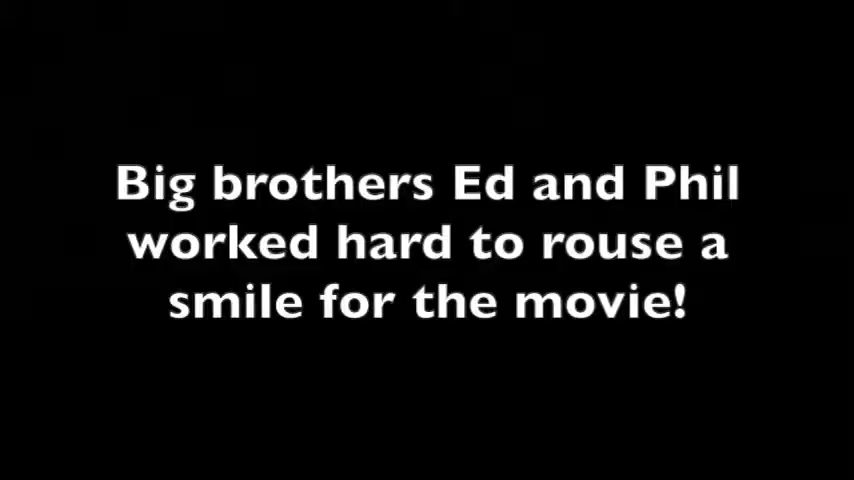 Big brothers Ed and Phil
worked hard to rouse a
smile for the movie!